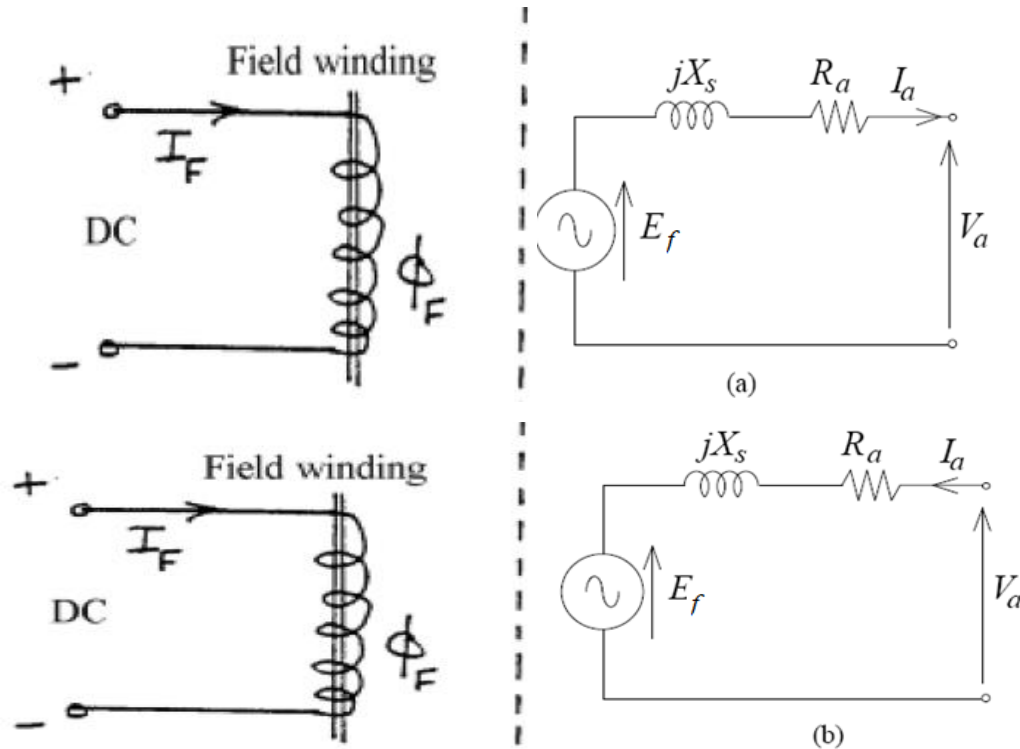 Field winding
+
I_F
DC
Φ_F
-
jX_s
R_a
I_a
E_f
V_a
(a)
Field winding
+
I_F
DC
Φ_F
-
jX_s
R_a
I_a
E_f
V_a
(b)